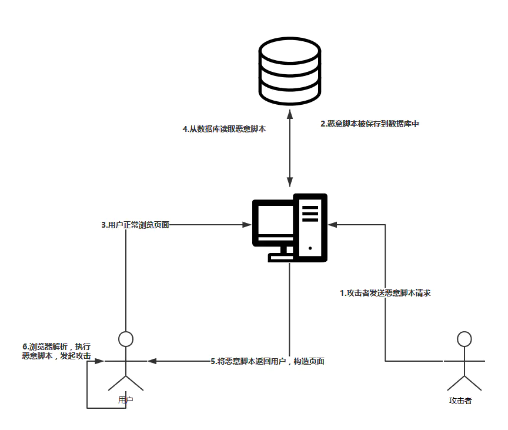 4.从数据库读取恶意脚本
2.恶意脚本被保存到数据库中
3.用户正常浏览页面
1.攻击者发送恶意脚本请求
6.浏览器解析，执行
恶意脚本，发起攻击
5.将恶意脚本返回用户，构造页面
用户
攻击者